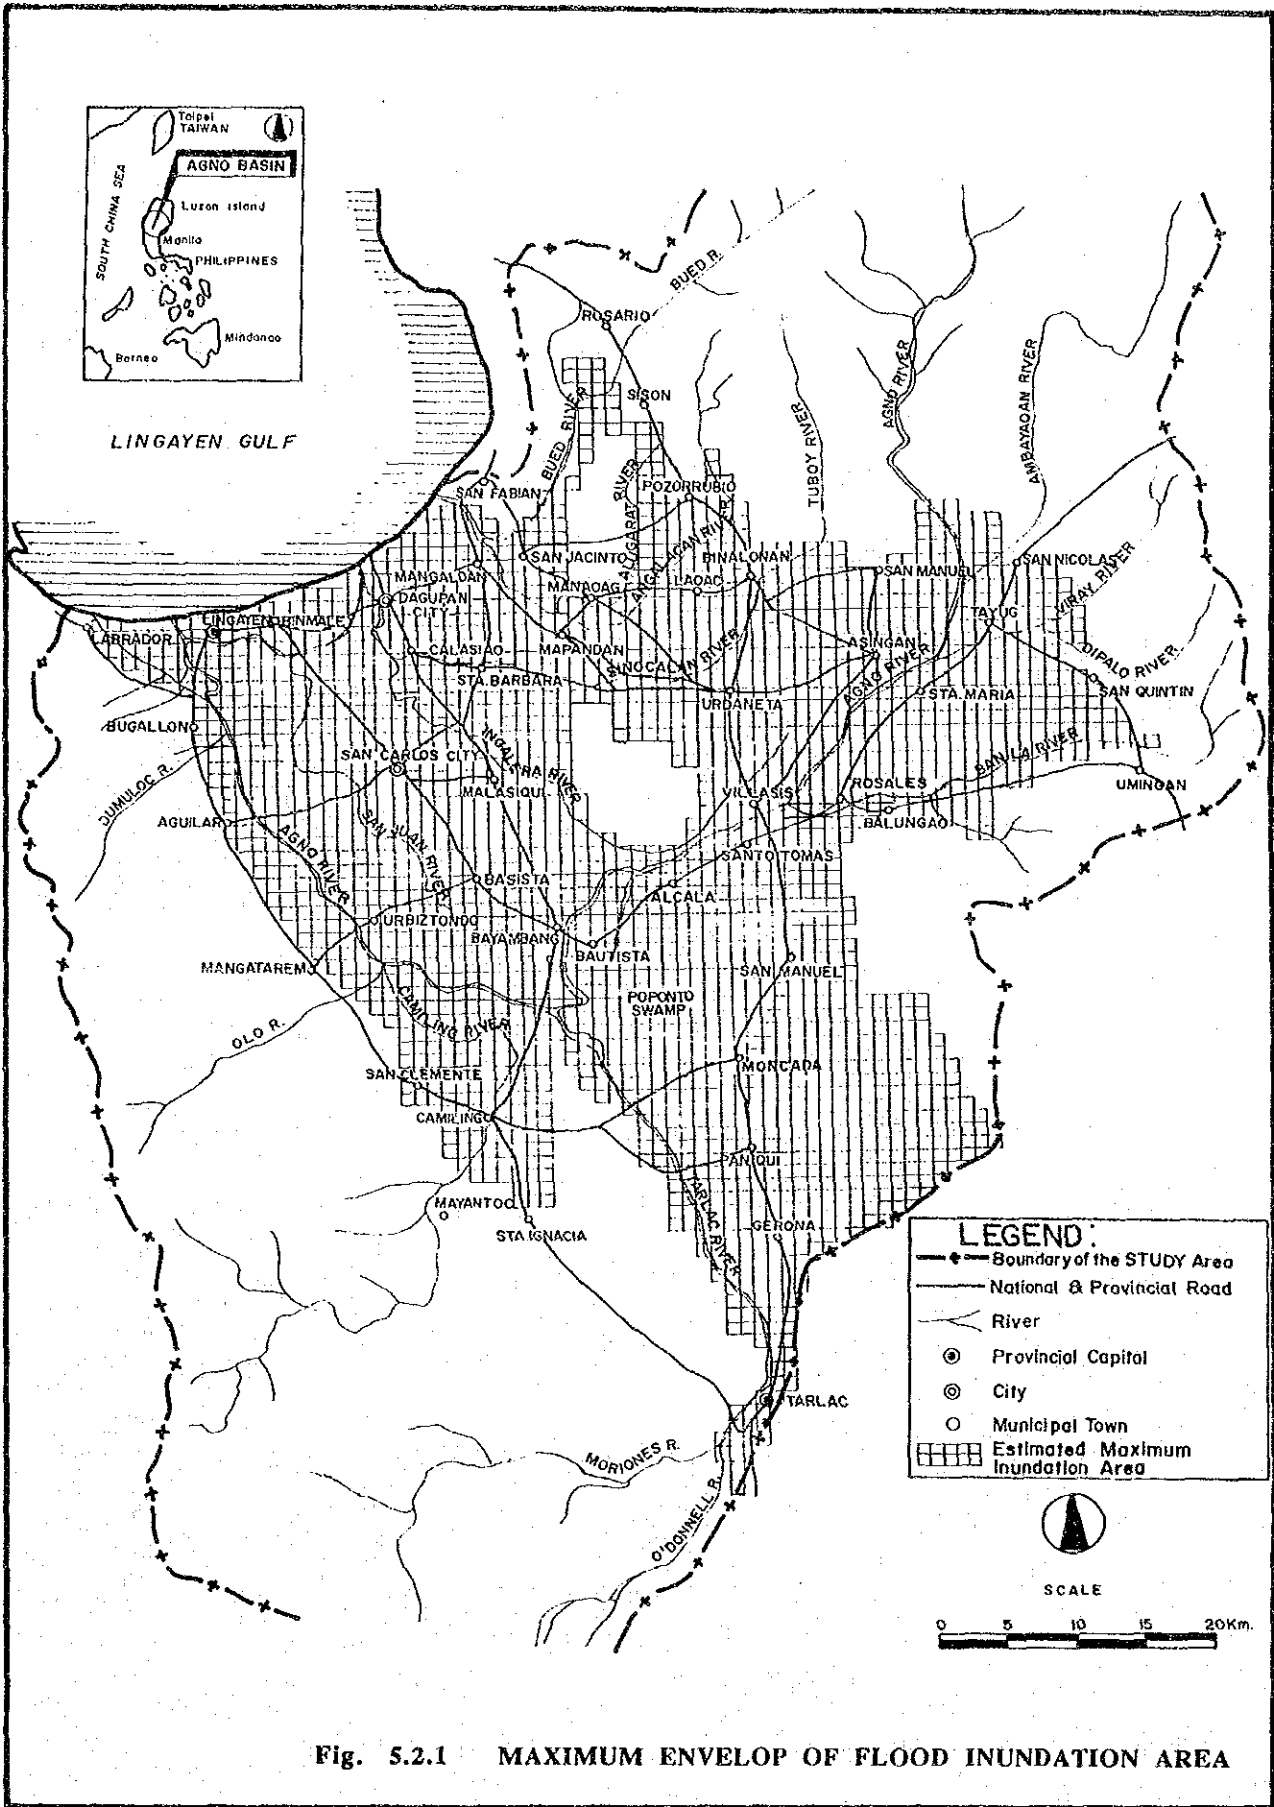 Taipei
TAIWAN
AGNO BASIN
SOUTH CHINA SEA
Luzon Island
Manila
PHILIPPINES
Mindanao
Borneo
LINGAYEN GULF
BUED R.
ROSARIO
SISON
BUED RIVER
AGNO RIVER
AMBAYAOAN RIVER
TUBOY RIVER
SAN FABIAN
POZORRUBIO
ALIGARAT RIVER
ANGALACAN RIVER
SAN JACINTO
BINALONAN
SAN MANUEL
SAN NICOLAS
MANGALDAN
MANAOAG
LAOAC
VIRAY RIVER
DAGUPAN
CITY
TAYUG
LINGAYEN
BINMALE
LABRADOR
CALASIAO
MAPANDAN
SINOCALAN RIVER
ASINGAN
AGNO RIVER
DIPALO RIVER
STA. BARBARA
STA. MARIA
SAN QUINTIN
URDANETA
BUGALLON
SAN CARLOS CITY
INGALERA RIVER
BANILA RIVER
DUMULOC R.
MALASIQUI
VILLASIS
ROSALES
UMINGAN
AGUILAR
BALUNGAO
AGNO RIVER
SAN JUAN RIVER
SANTO TOMAS
BASISTA
ALCALA
URBIZTONDO
BAYAMBANG
BAUTISTA
MANGATAREM
SAN MANUEL
POPONTO
SWAMP
CAMILING RIVER
OLO R.
SAN CLEMENTE
MONCADA
CAMILING
PANIQUI
TARLAC RIVER
MAYANTOC
STA. IGNACIA
GERONA
TARLAC
MORIONES R.
O'DONNELL R.
LEGEND:
Boundary of the STUDY Area
National & Provincial Road
River
Provincial Capital
City
Municipal Town
Estimated Maximum
Inundation Area
SCALE
0 5 10 15 20Km.
Fig. 5.2.1 MAXIMUM ENVELOP OF FLOOD INUNDATION AREA